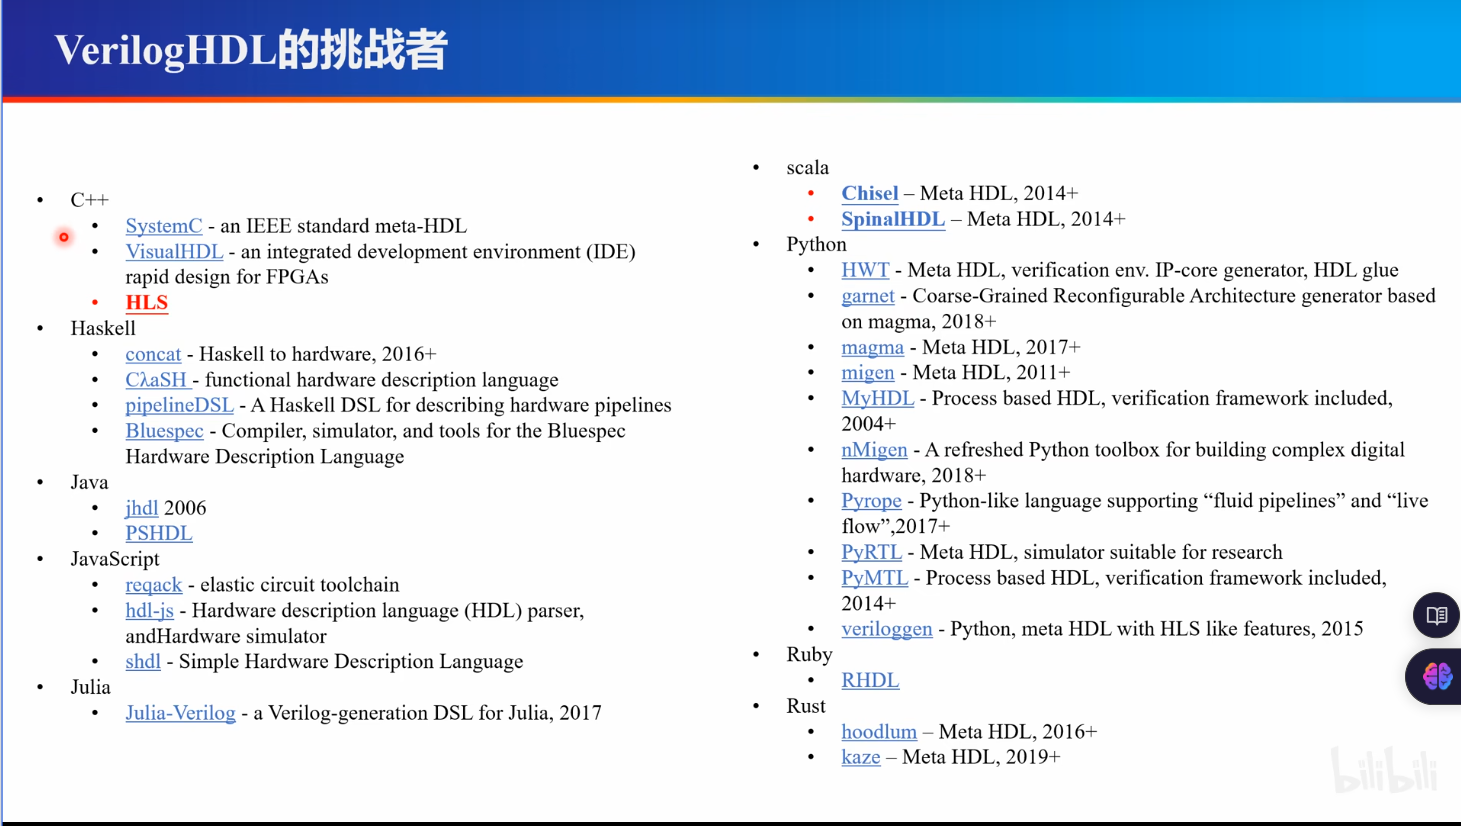 VerilogHDL的挑战者
• C++
• SystemC - an IEEE standard meta-HDL
• VisualHDL - an integrated development environment (IDE)
rapid design for FPGAs
• HLS
• Haskell
• concat - Haskell to hardware, 2016+
• CλaSH - functional hardware description language
• pipelineDSL - A Haskell DSL for describing hardware pipelines
• Bluespec - Compiler, simulator, and tools for the Bluespec
Hardware Description Language
• Java
• jhdl 2006
• PSHDL
• JavaScript
• reqack - elastic circuit toolchain
• hdl-js - Hardware description language (HDL) parser,
andHardware simulator
• shdl - Simple Hardware Description Language
• Julia
• Julia-Verilog - a Verilog-generation DSL for Julia, 2017
• scala
• Chisel – Meta HDL, 2014+
• SpinalHDL – Meta HDL, 2014+
• Python
• HWT - Meta HDL, verification env. IP-core generator, HDL glue
• garnet - Coarse-Grained Reconfigurable Architecture generator based
on magma, 2018+
• magma - Meta HDL, 2017+
• migen - Meta HDL, 2011+
• MyHDL - Process based HDL, verification framework included,
2004+
• nMigen - A refreshed Python toolbox for building complex digital
hardware, 2018+
• Pyrope - Python-like language supporting “fluid pipelines” and “live
flow”,2017+
• PyRTL - Meta HDL, simulator suitable for research
• PyMTL - Process based HDL, verification framework included,
2014+
• veriloggen - Python, meta HDL with HLS like features, 2015
• Ruby
• RHDL
• Rust
• hoodlum – Meta HDL, 2016+
• kaze – Meta HDL, 2019+
bilibili